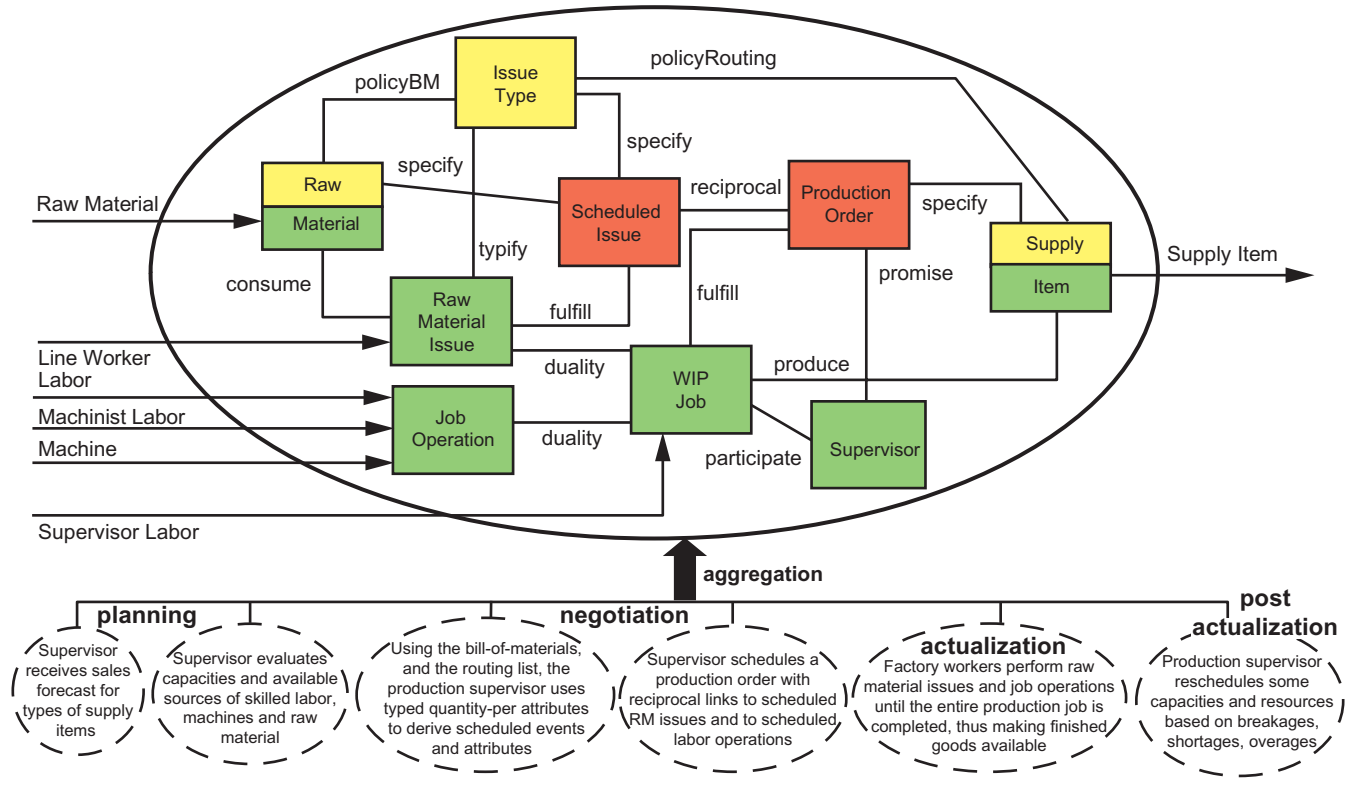 policyRouting
Issue
Type
policyBM
specify
specify
Raw
Material
Raw Material
Scheduled
Issue
reciprocal
Production
Order
specify
Supply
Item
Supply Item
typify
consume
promise
fulfill
fulfill
Raw
Material
Issue
Line Worker
Labor
duality
WIP
Job
produce
Machinist Labor
Job
Operation
duality
Machine
participate
Supervisor
Supervisor Labor
aggregation
planning
negotiation
actualization
post
actualization
Supervisor
receives sales
forecast for
types of supply
items
Supervisor evaluates
capacities and available
sources of skilled labor,
machines and raw
material
Using the bill-of-materials,
and the routing list, the
production supervisor uses
typed quantity-per attributes
to derive scheduled events
and attributes
Supervisor schedules a
production order with
reciprocal links to scheduled
RM issues and to scheduled
labor operations
Factory workers perform raw
material issues and job operations
until the entire production job is
completed, thus making finished
goods available
Production supervisor
reschedules some
capacities and resources
based on breakages,
shortages, overages